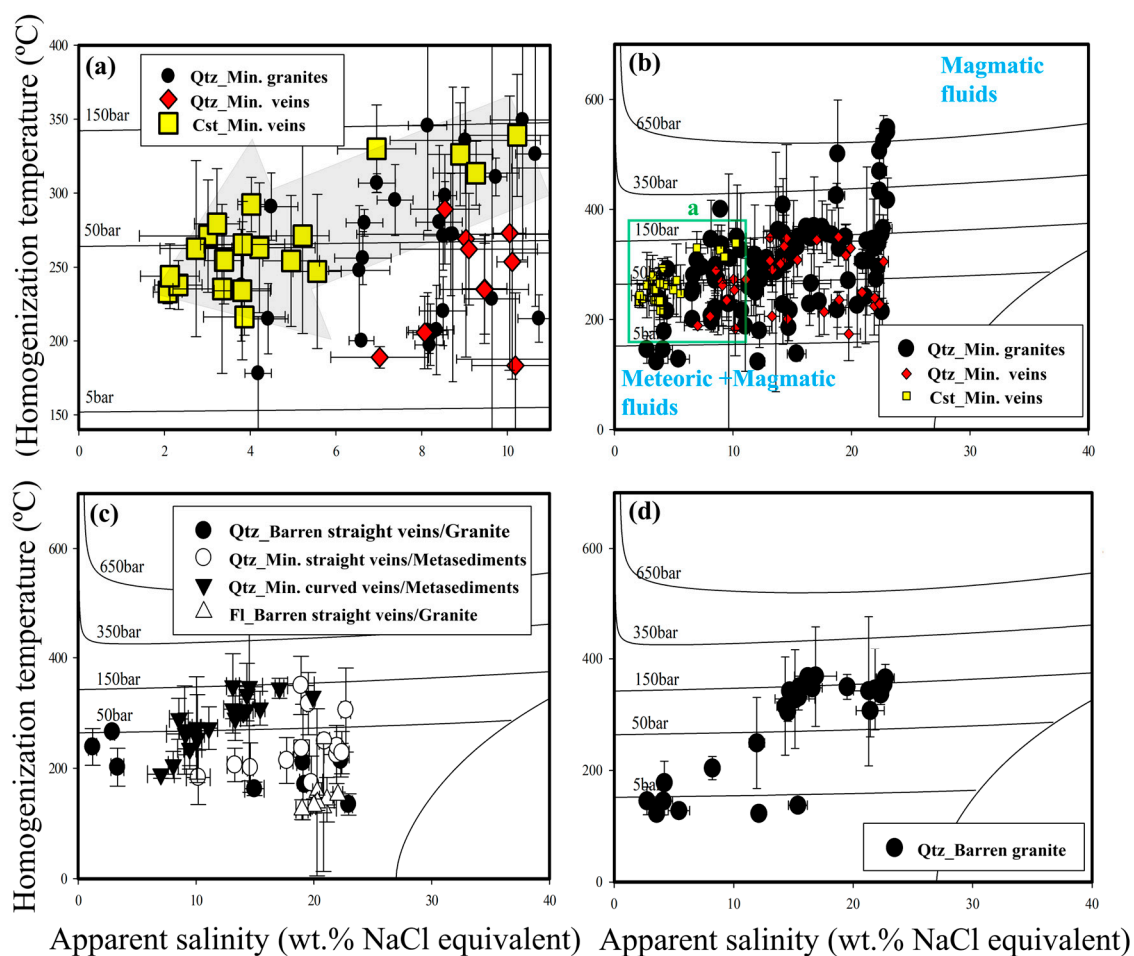 (Homogenization temperature (ºC)
(a)
Qtz_Min. granites
Qtz_Min. veins
Cst_Min. veins
400
350
300
250
200
150
150bar
50bar
5bar
0
2
4
6
8
10
(b)
Magmatic
fluids
650bar
350bar
150bar
a
5bar
Meteoric +Magmatic
fluids
Qtz_Min. granites
Qtz_Min. veins
Cst_Min. veins
600
400
200
0
0
10
20
30
40
Homogenization temperature (ºC)
(c)
Qtz_Barren straight veins/Granite
Qtz_Min. straight veins/Metasediments
Qtz_Min. curved veins/Metasediments
Fl_Barren straight veins/Granite
650bar
350bar
150bar
50bar
600
400
200
0
0
10
20
30
40
(d)
650bar
350bar
150bar
50bar
5bar
Qtz_Barren granite
600
400
200
0
0
10
20
30
40
Apparent salinity (wt.% NaCl equivalent)
Apparent salinity (wt.% NaCl equivalent)